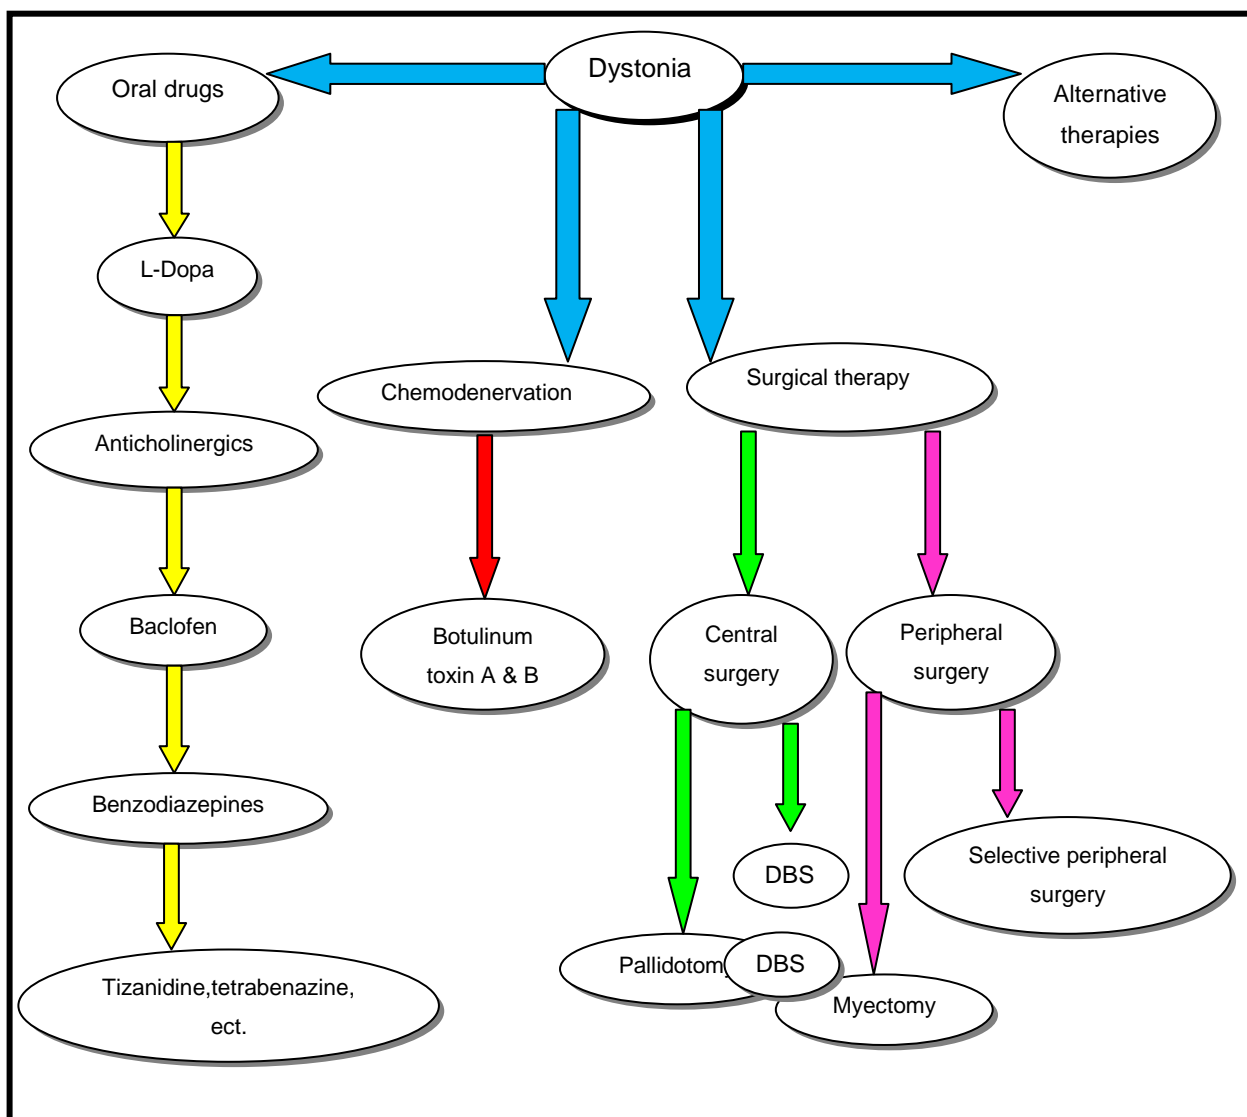 Dystonia
Oral drugs
Alternative
therapies
L-Dopa
Chemodenervation
Surgical therapy
Anticholinergics
Baclofen
Botulinum
toxin A & B
Central
surgery
Peripheral
surgery
Benzodiazepines
DBS
Selective peripheral
surgery
Pallidotomy
DBS
Tizanidine,tetrabenazine,
ect.
Myectomy